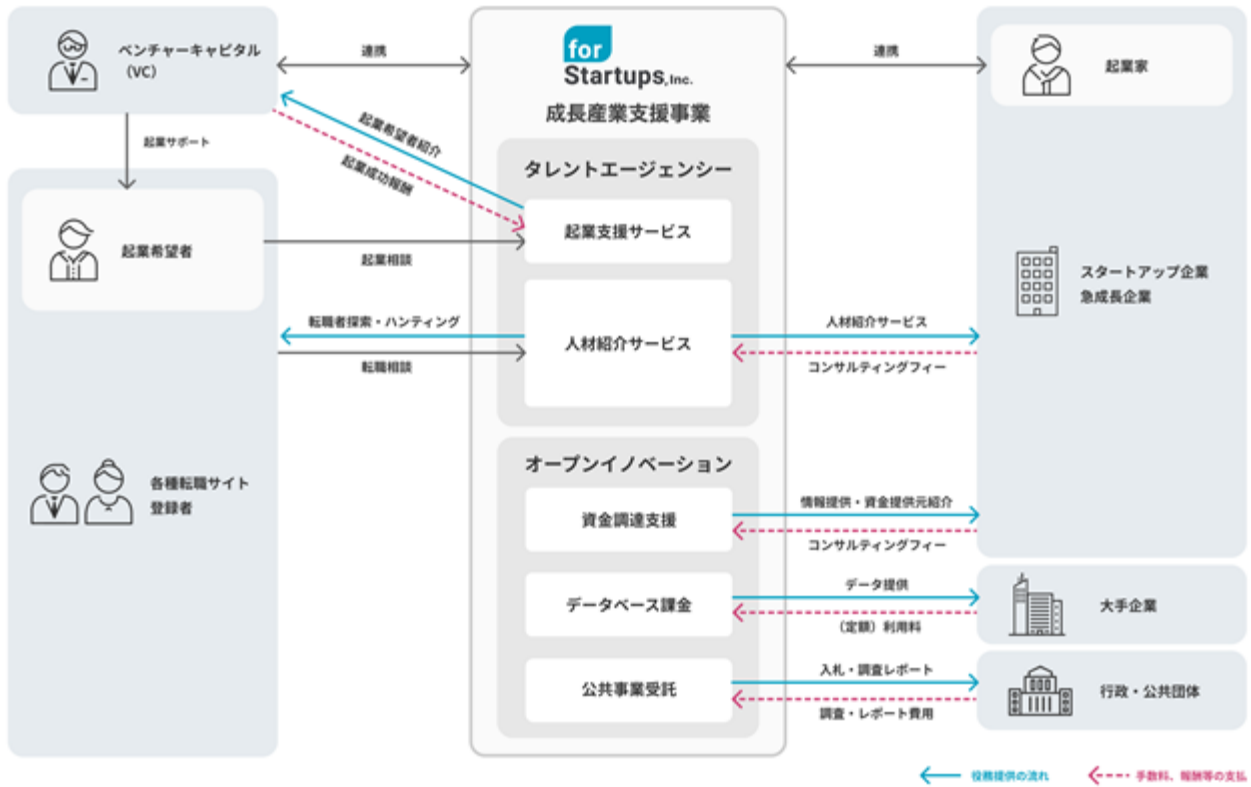 ベンチャーキャピタル
（VC）
連携
起業サポート
起業希望者紹介
起業成功報酬
起業希望者
起業相談
転職者探索・ハンティング
転職相談
各種転職サイト
登録者
for
Startups, Inc.
成長産業支援事業
タレントエージェンシー
起業支援サービス
人材紹介サービス
オープンイノベーション
資金調達支援
データベース課金
公共事業受託
連携
起業家
スタートアップ企業
急成長企業
人材紹介サービス
コンサルティングフィー
情報提供・資金提供元紹介
コンサルティングフィー
データ提供
（定額）利用料
大手企業
入札・調査レポート
調査・レポート費用
行政・公共団体
役務提供の流れ
手数料、報酬等の支払